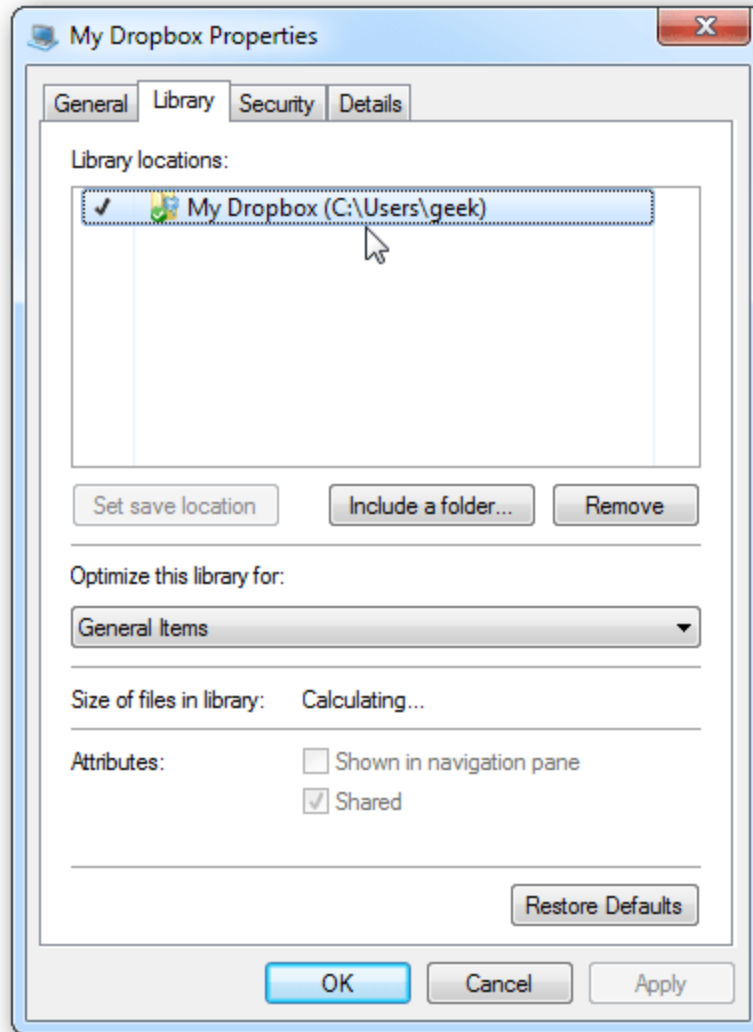 My Dropbox Properties
General Library Security Details
Library locations:
My Dropbox (C:\Users\geek)
Set save location Include a folder... Remove
Optimize this library for:
General Items
Size of files in library: Calculating...
Attributes: Shown in navigation pane
Shared
Restore Defaults
OK Cancel Apply